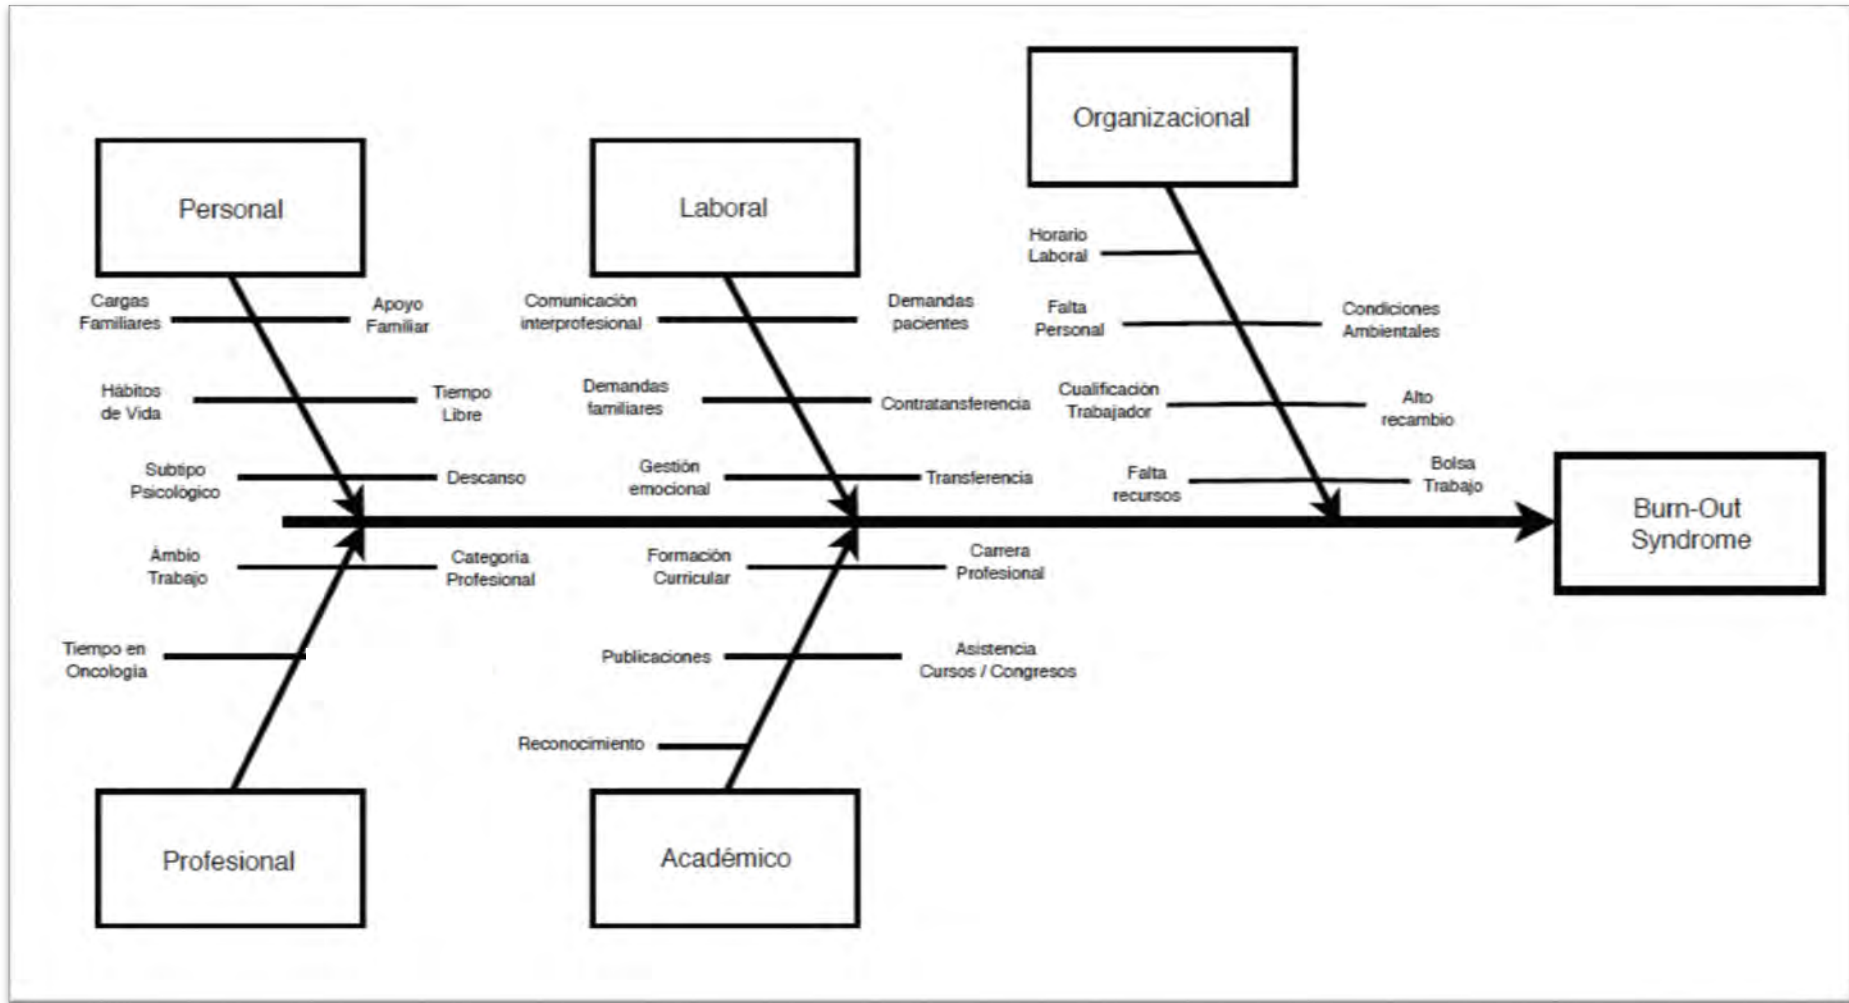 Organizacional
Personal
Laboral
Horario
Laboral
Cargas
Familiares
Apoyo
Familiar
Comunicación
interprofesional
Demandas
pacientes
Falta
Personal
Condiciones
Ambientales
Hábitos
de Vida
Tiempo
Libre
Demandas
familiares
Contratansferencia
Cualificación
Trabajador
Alto
recambio
Subtipo
Psicológico
Descanso
Gestión
emocional
Transferencia
Falta
recursos
Bolsa
Trabajo
Burn-Out
Syndrome
Ámbio
Trabajo
Categoria
Profesional
Formación
Curricular
Carrera
Profesional
Tiempo en
Oncología
Publicaciones
Asistencia
Cursos / Congresos
Reconocimiento
Profesional
Académico